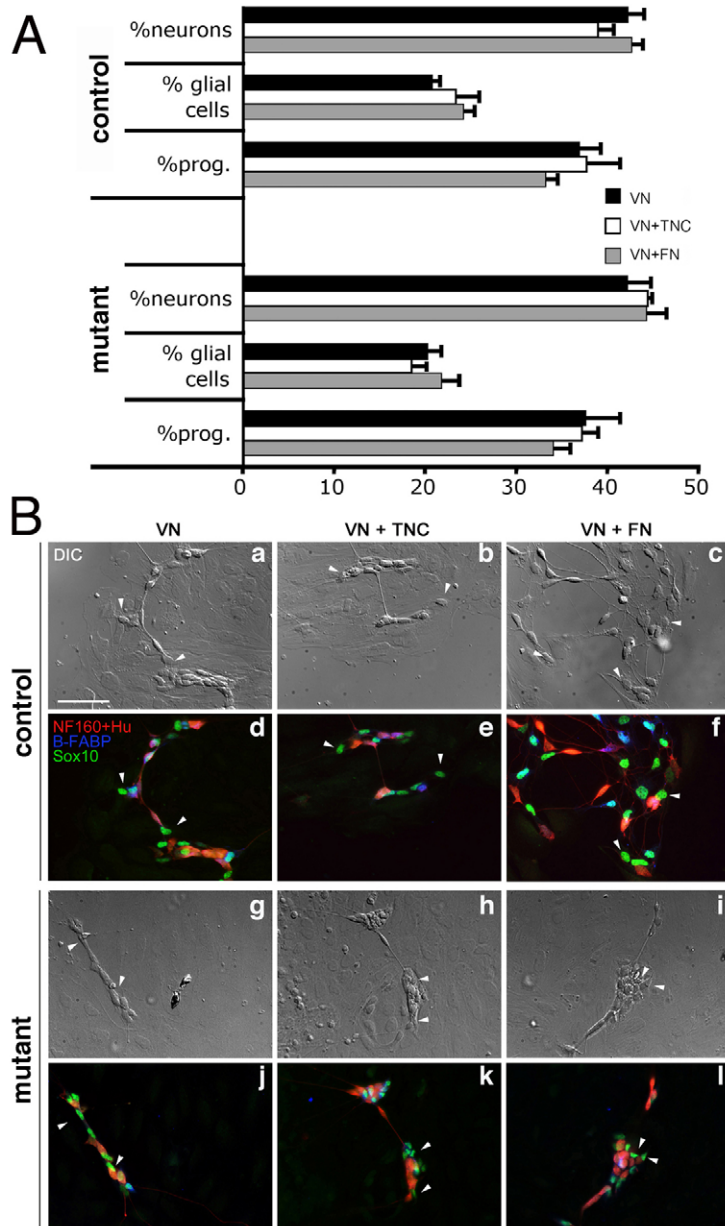 A
control
%neurons
% glial
cells
%prog.
VN
VN+TNC
VN+FN
mutant
%neurons
% glial
cells
%prog.
0 10 20 30 40 50
B
VN VN + TNC VN + FN
control
DIC a b c
NF160+Hu
B-FABP
Sox10
d e f
mutant
g h i
j k l